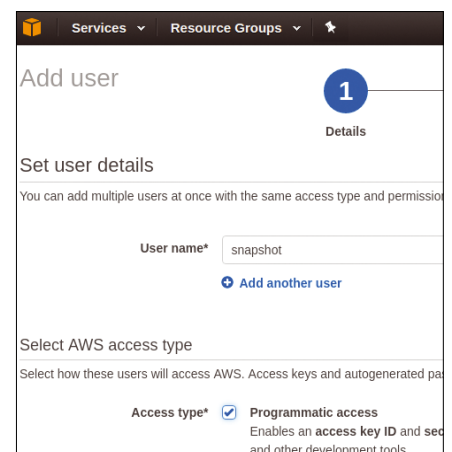 Services Resource Groups
Add user
1
Details
Set user details
You can add multiple users at once with the same access type and permission
User name* snapshot
Add another user
Select AWS access type
Select how these users will access AWS. Access keys and autogenerated pa
Access type* Programmatic access
Enables an access key ID and sec
and other development tools